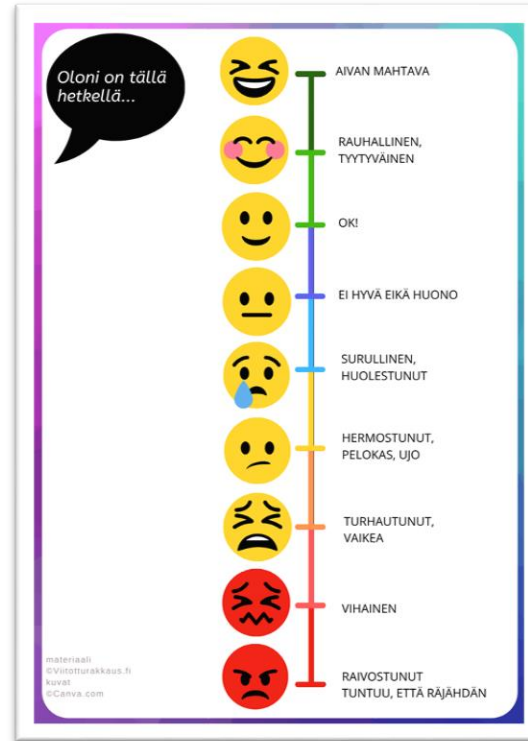 Oloni on tällä
hetkellä...
AIVAN MAHTAVA
RAUHALLINEN,
TYYTYVÄINEN
OK!
EI HYVÄ EIKÄ HUONO
SURULLINEN,
HUOLESTUNUT
HERMOSTUNUT,
PELOKAS, UJO
TURHAUTUNUT,
VAIKEA
VIHAINEN
RAIVOSTUNUT
TUNTUU, ETTÄ RÄJÄHDÄN
materiaali
©Viitotturakkaus.fi
kuvat
©Canva.com